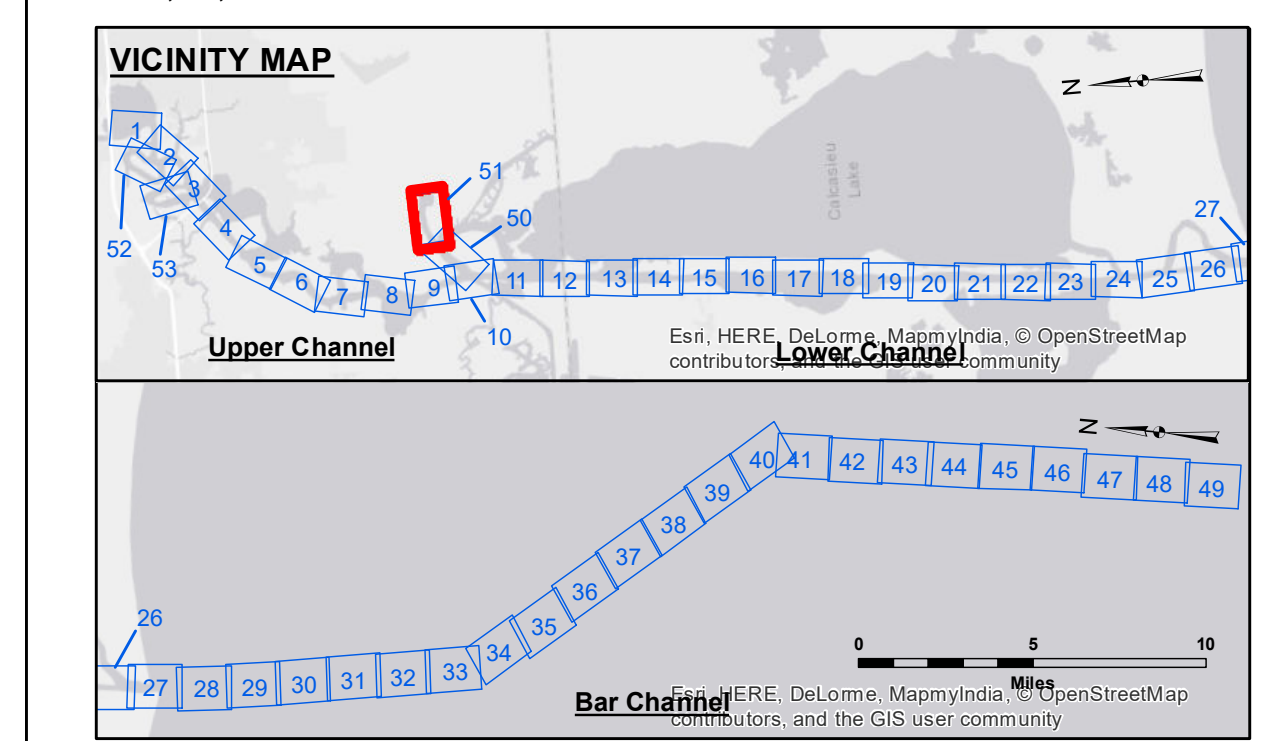 VICINITY MAP
N
1
2
3
52
53
4
5
6
7
8
9
10
51
50
11 12 13 14 15 16 17 18 19 20 21 22 23 24 25 26
27
Calcasieu
Lake
Upper Channel
Lower Channel
Esri, HERE, DeLorme, MapmyIndia, © OpenStreetMap
contributors, and the GIS user community
N
26
27 28 29 30 31 32 33 34 35 36 37 38 39 40 41 42 43 44 45 46 47 48 49
0 5 10
Miles
Bar Channel
Esri, HERE, DeLorme, MapmyIndia, © OpenStreetMap
contributors, and the GIS user community